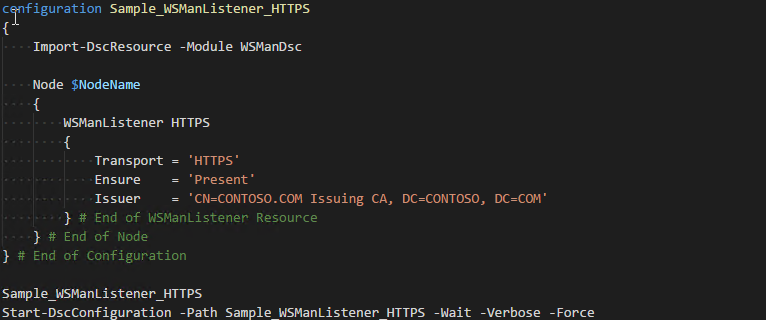 configuration Sample_WSManListener_HTTPS
{
    Import-DscResource -Module WSManDsc

    Node $NodeName
    {
        WSManListener HTTPS
        {
            Transport = 'HTTPS'
            Ensure    = 'Present'
            Issuer    = 'CN=CONTOSO.COM Issuing CA, DC=CONTOSO, DC=COM'
        } # End of WSManListener Resource
    } # End of Node
} # End of Configuration

Sample_WSManListener_HTTPS
Start-DscConfiguration -Path Sample_WSManListener_HTTPS -Wait -Verbose -Force